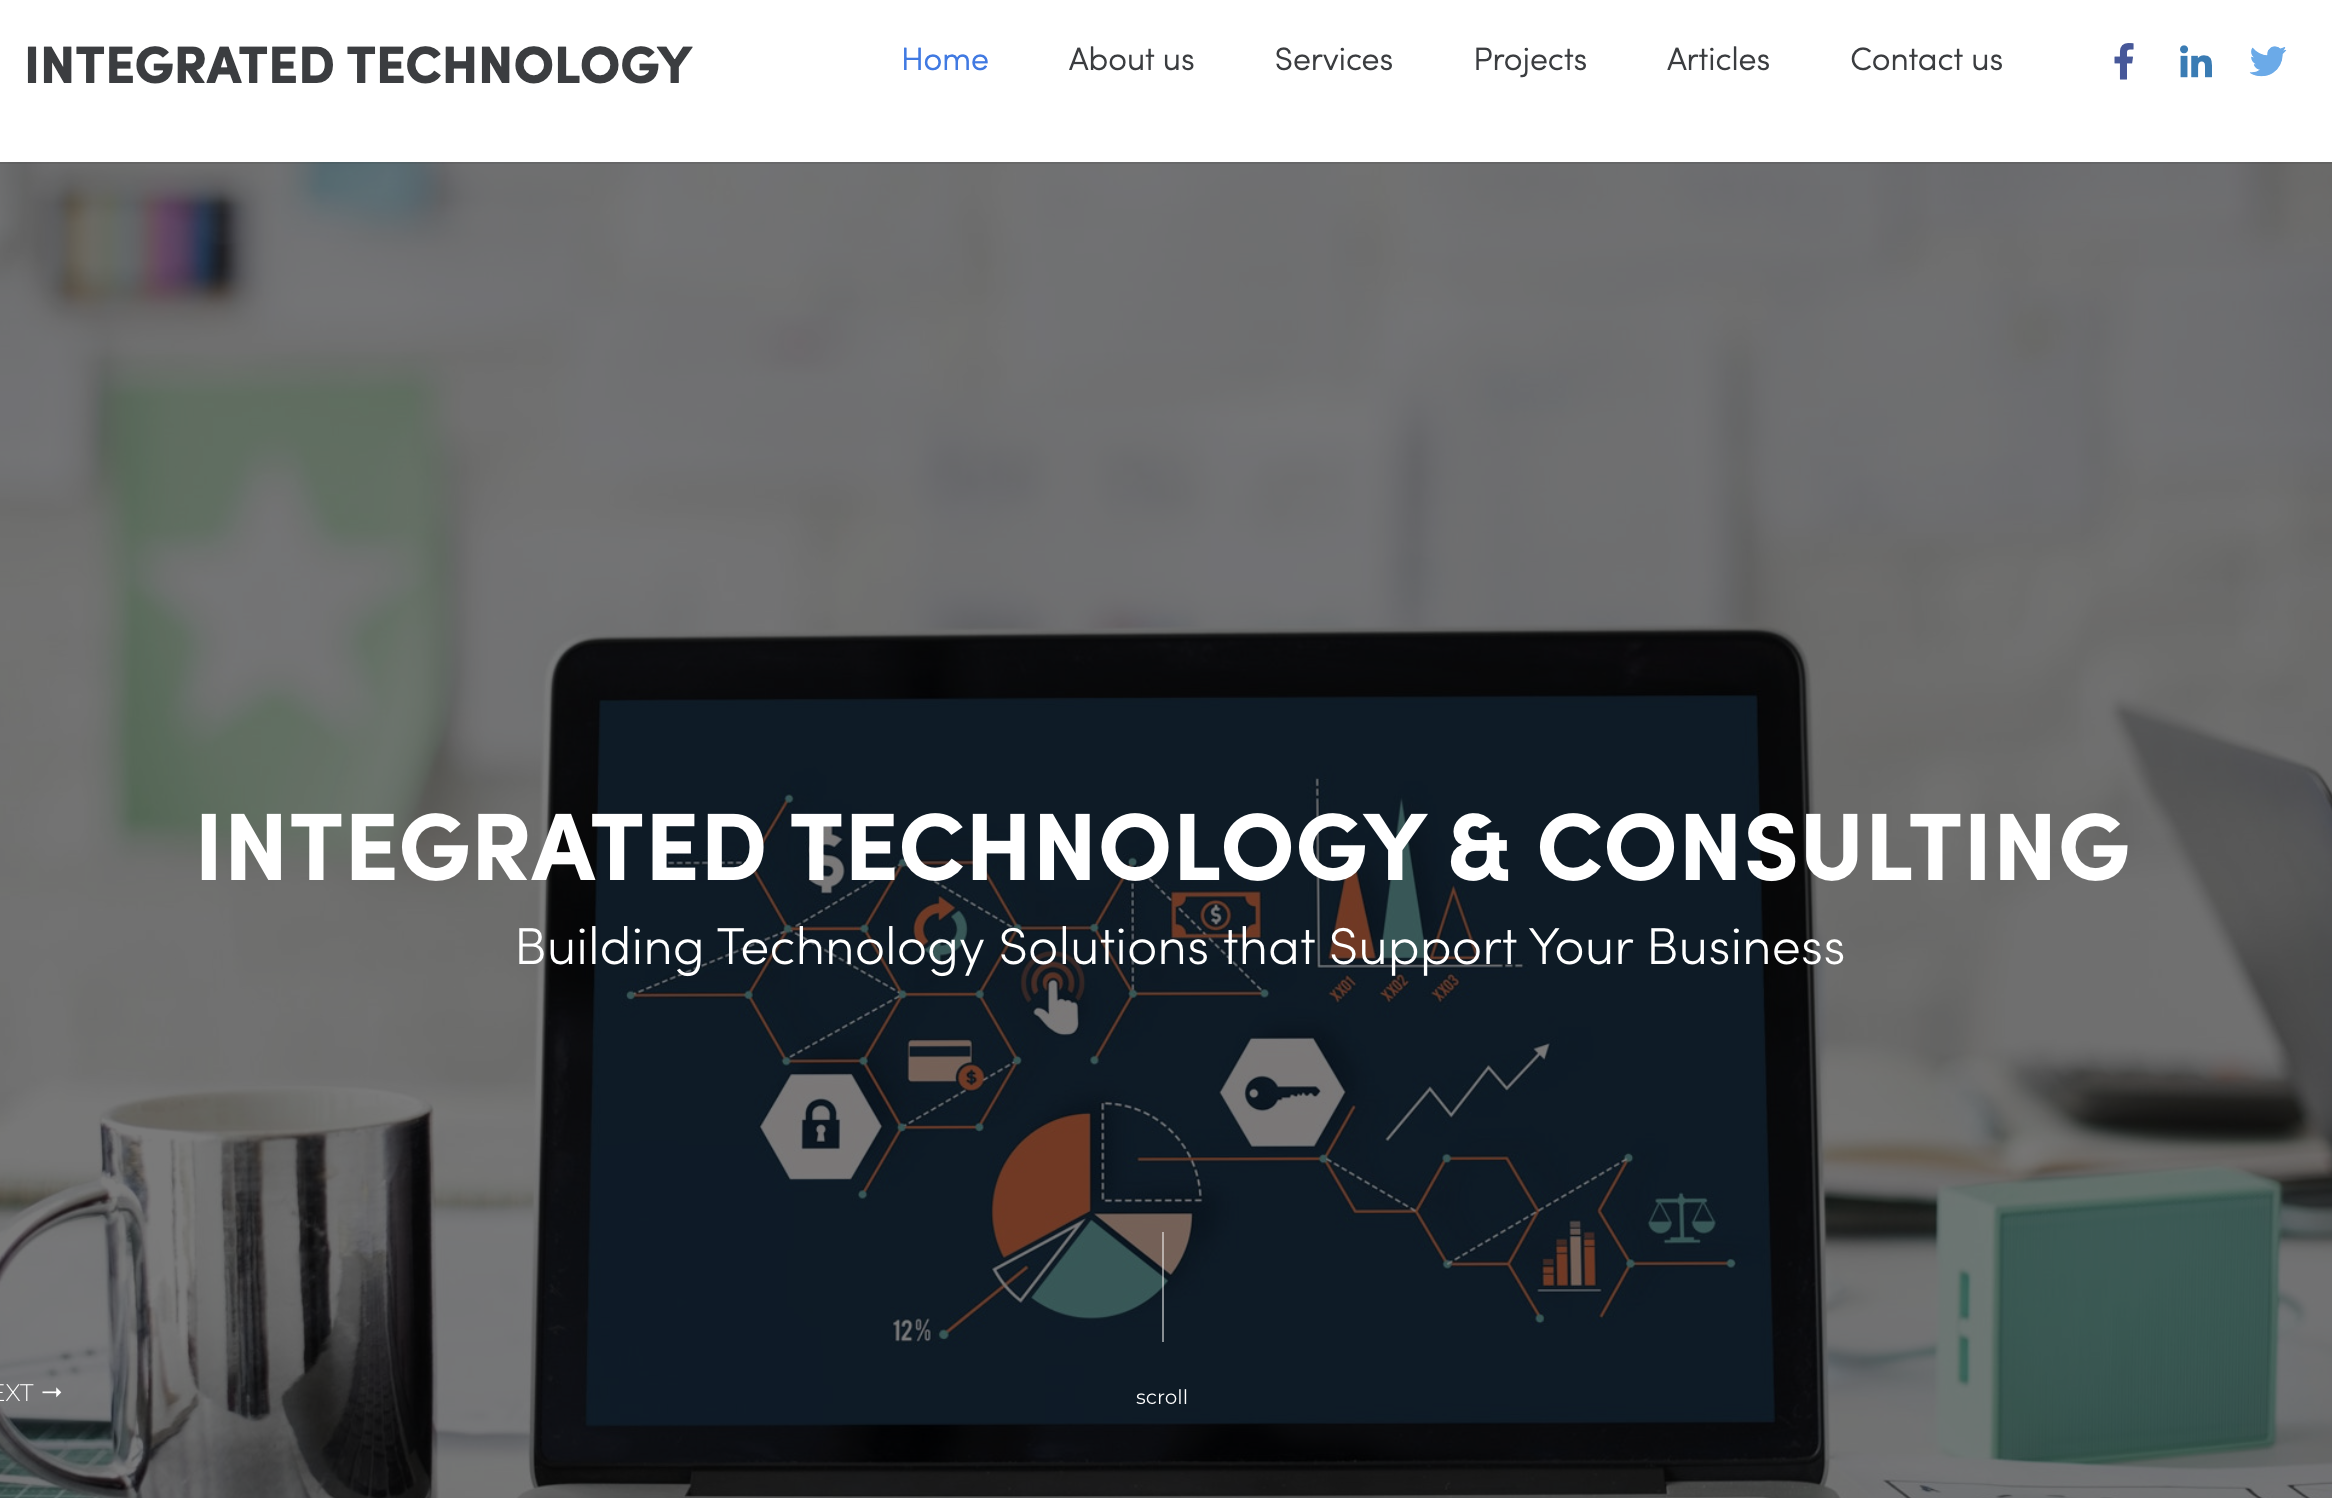 INTEGRATED TECHNOLOGY
Home About us Services Projects Articles Contact us
INTEGRATED TECHNOLOGY & CONSULTING
Building Technology Solutions that Support Your Business
XX01 XX02 XX03
12%
EXT →
scroll